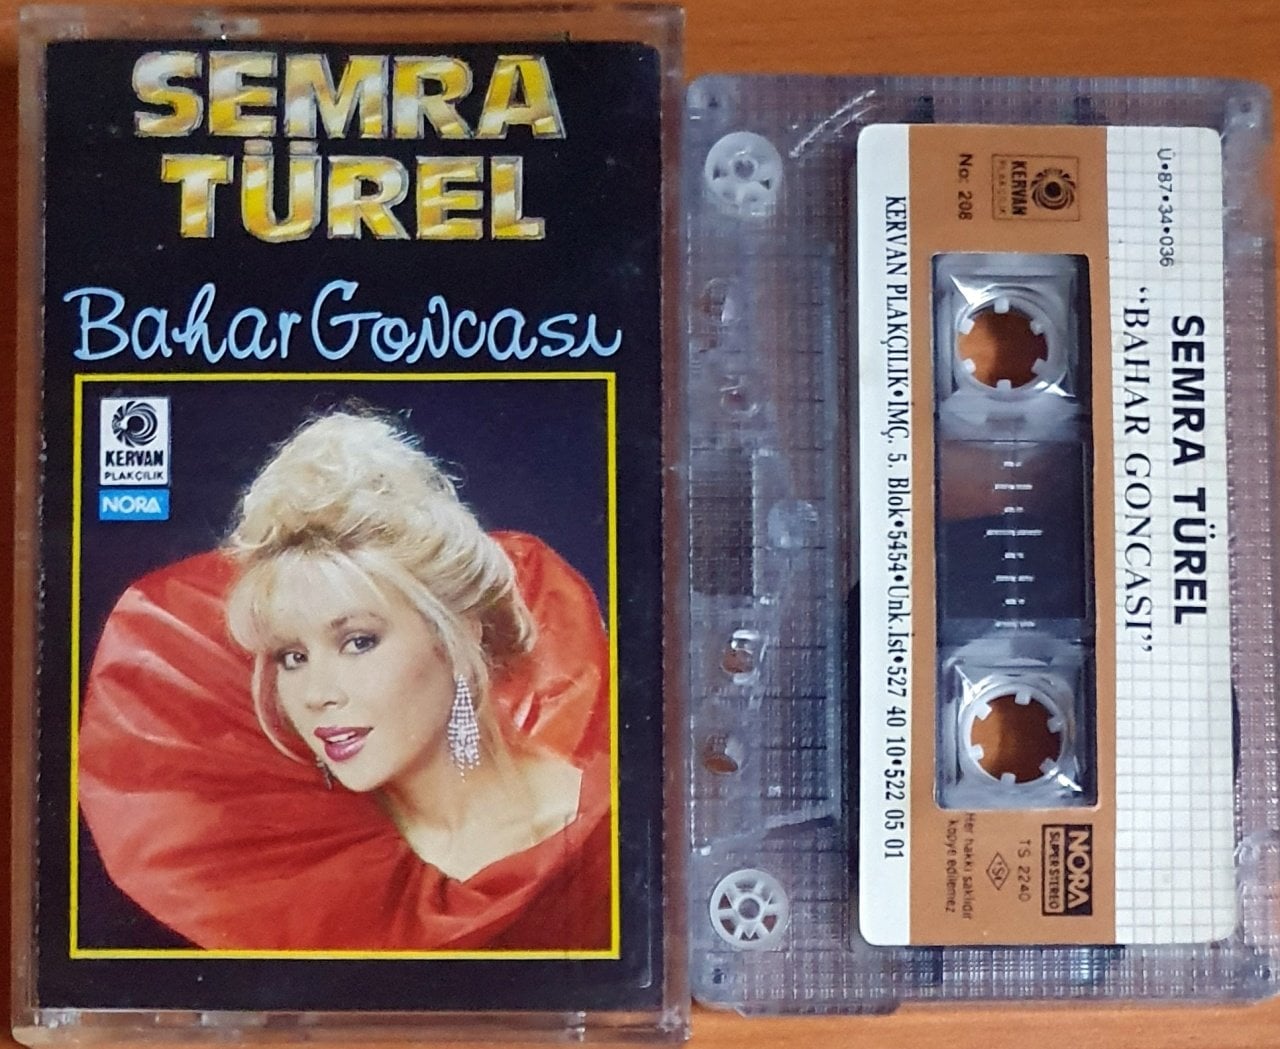 SEMRA
TÜREL
Bahar Goncası
KERVAN
PLAKÇILIK
NORA
Ü•87•34•036
SEMRA TÜREL
“BAHAR GONCASI”
KERVAN
PLAKÇILIK
No: 208
NORA
SUPER STEREO
TS 2240
TSE
Her hakkı saklıdır
kopye edilemez
KERVAN PLAKÇILIK•İMÇ. 5. Blok•5454•Unk.İst•527 40 10•522 05 01